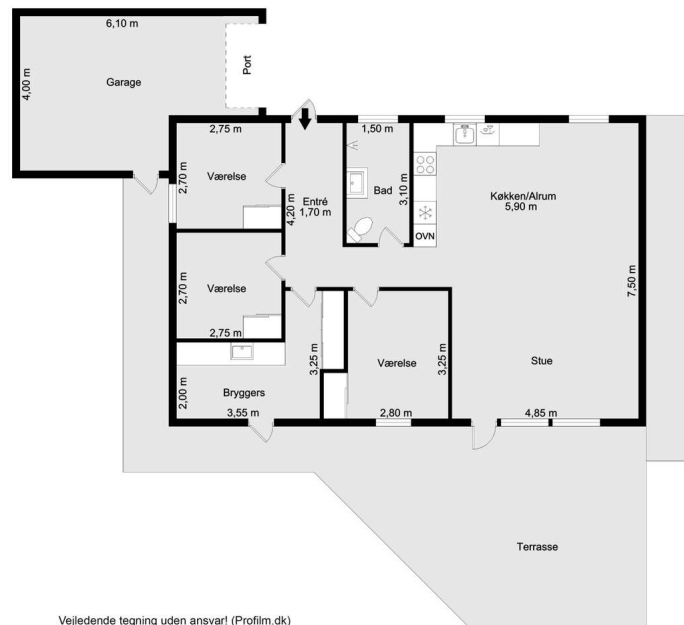 6,10 m
4,00 m
Garage
Port
2,75 m
1,50 m
2,70 m
Værelse
4,20 m
Entré
1,70 m
Bad
3,10 m
Køkken/Alrum
5,90 m
OVN
2,70 m
Værelse
2,75 m
7,50 m
3,25 m
Værelse
3,25 m
Stue
2,00 m
Bryggers
3,55 m
2,80 m
4,85 m
Terrasse
Vejledende tegning uden ansvar! (Profilm.dk)